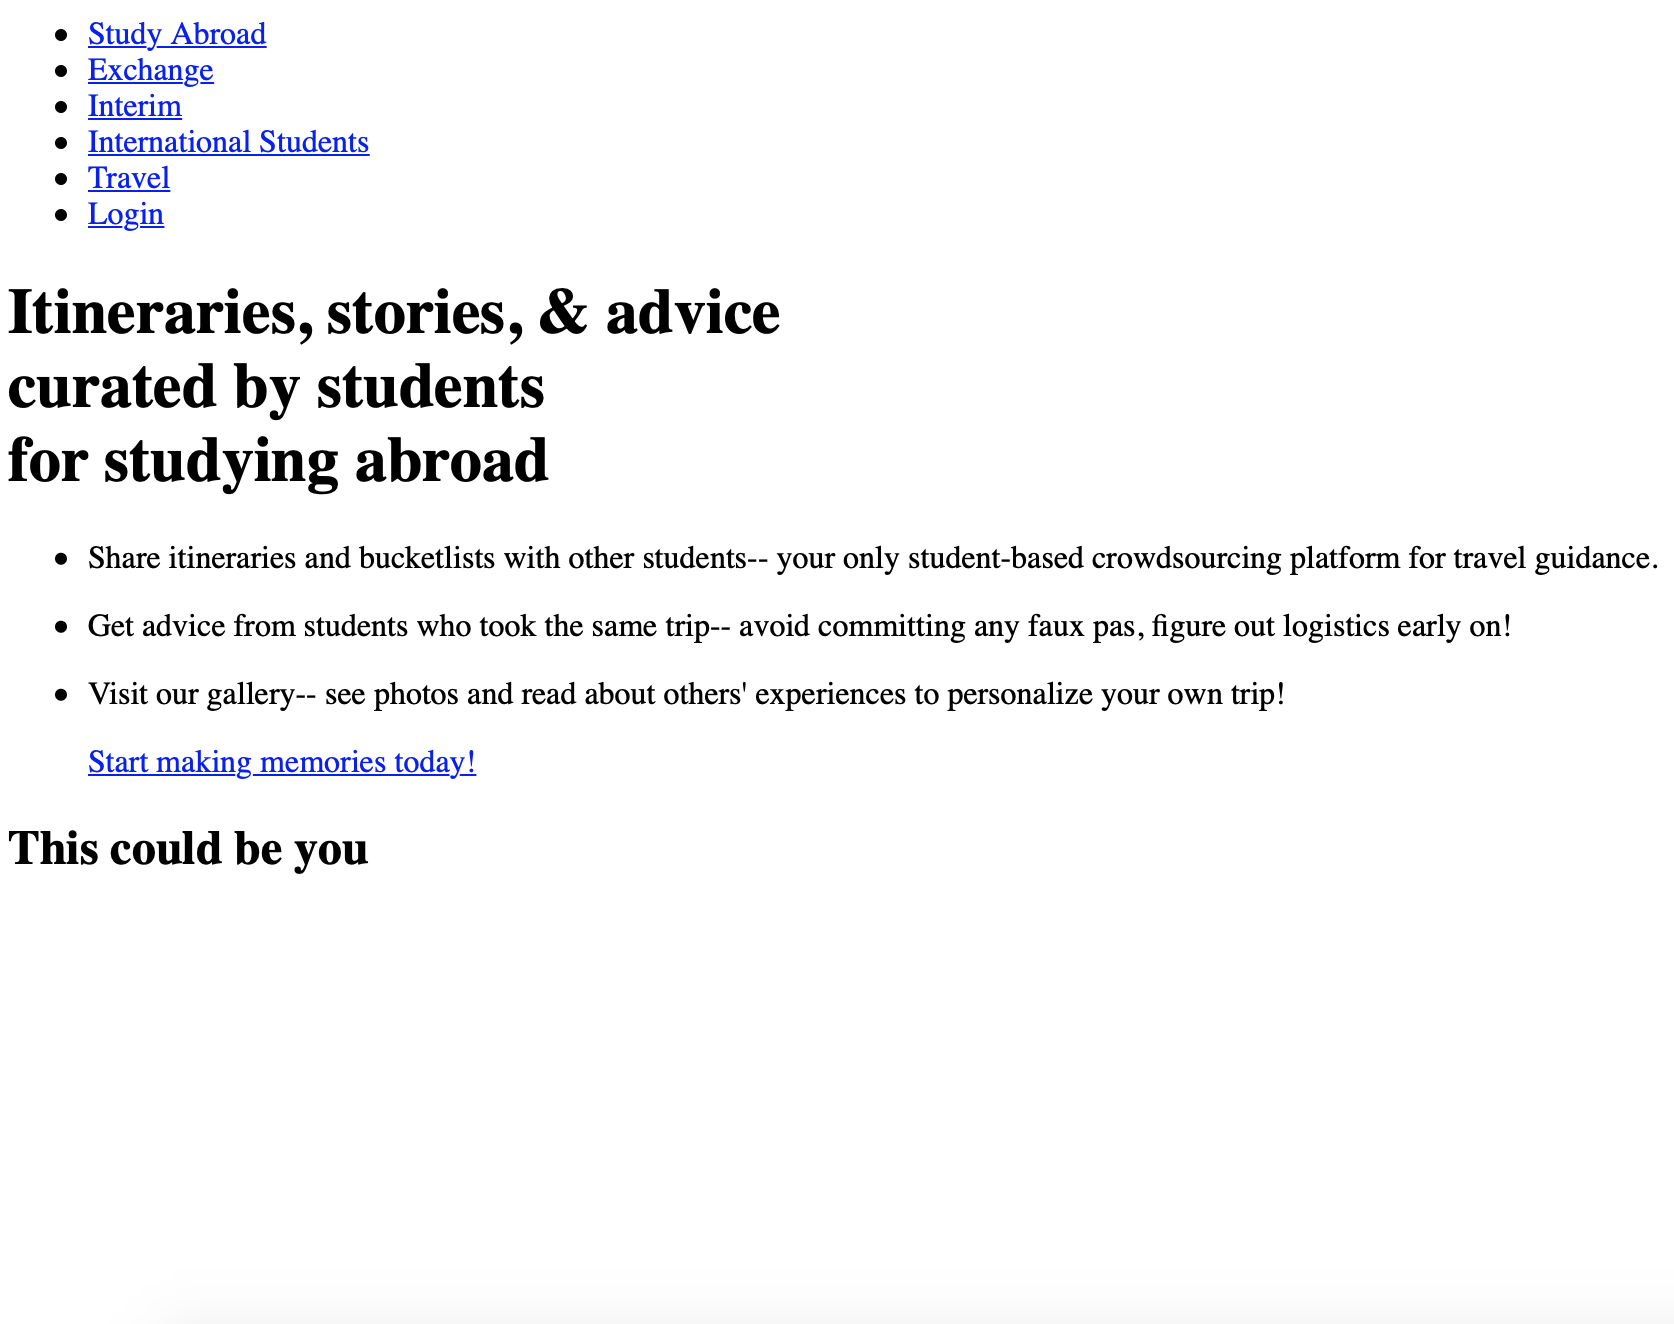 Study Abroad
Exchange
Interim
International Students
Travel
Login
Itineraries, stories, & advice
curated by students
for studying abroad
Share itineraries and bucketlists with other students-- your only student-based crowdsourcing platform for travel guidance.
Get advice from students who took the same trip-- avoid committing any faux pas, figure out logistics early on!
Visit our gallery-- see photos and read about others' experiences to personalize your own trip!
Start making memories today!
This could be you